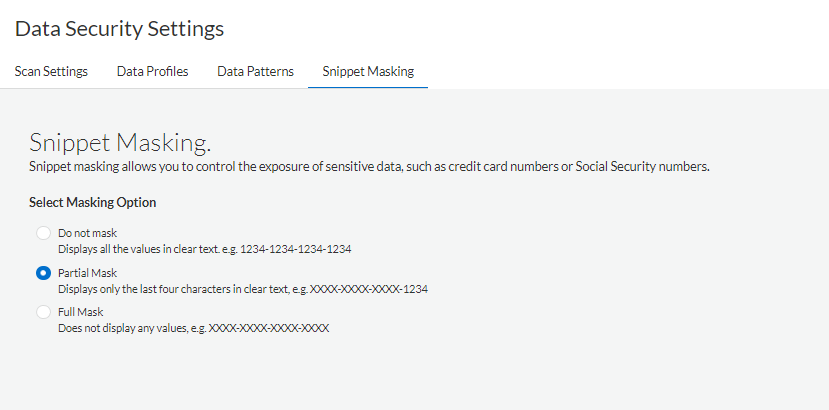 Data Security Settings
Scan Settings Data Profiles Data Patterns Snippet Masking
Snippet Masking.
Snippet masking allows you to control the exposure of sensitive data, such as credit card numbers or Social Security numbers.
Select Masking Option
Do not mask
Displays all the values in clear text. e.g. 1234-1234-1234-1234
Partial Mask
Displays only the last four characters in clear text, e.g. XXXX-XXXX-XXXX-1234
Full Mask
Does not display any values, e.g. XXXX-XXXX-XXXX-XXXX